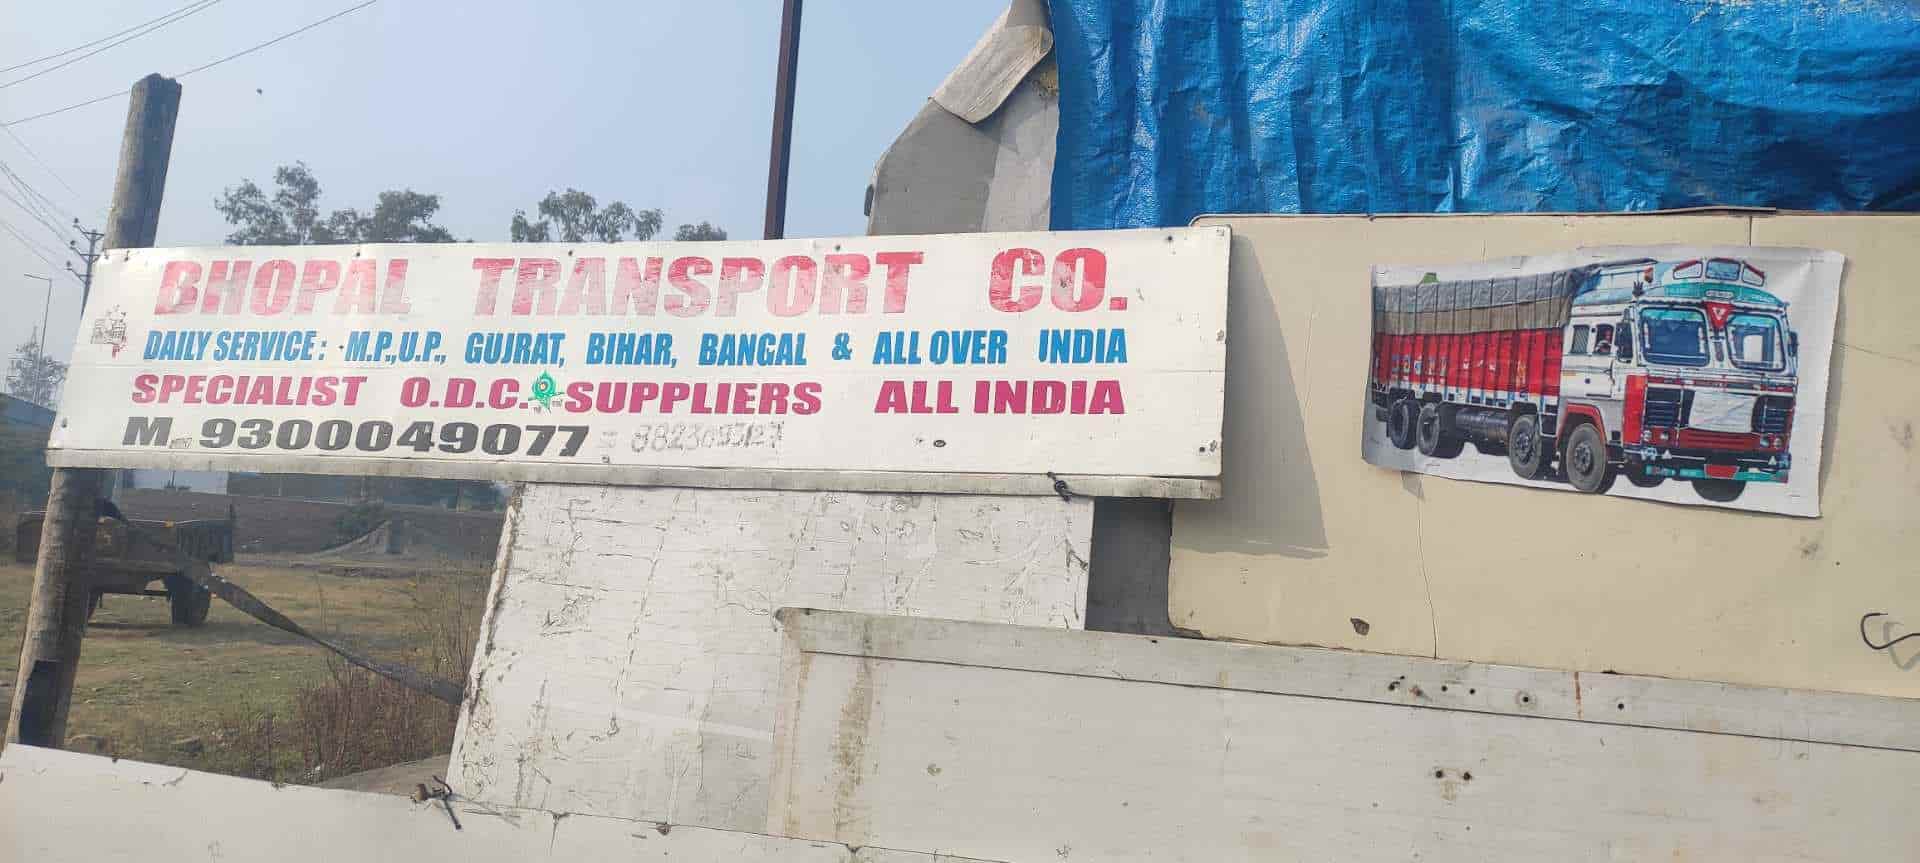 BHOPAL TRANSPORT CO.
DAILY SERVICE: M.P.,U.P., GUJRAT, BIHAR, BANGAL & ALL OVER INDIA
SPECIALIST O.D.C. SUPPLIERS ALL INDIA
M. 9300049077